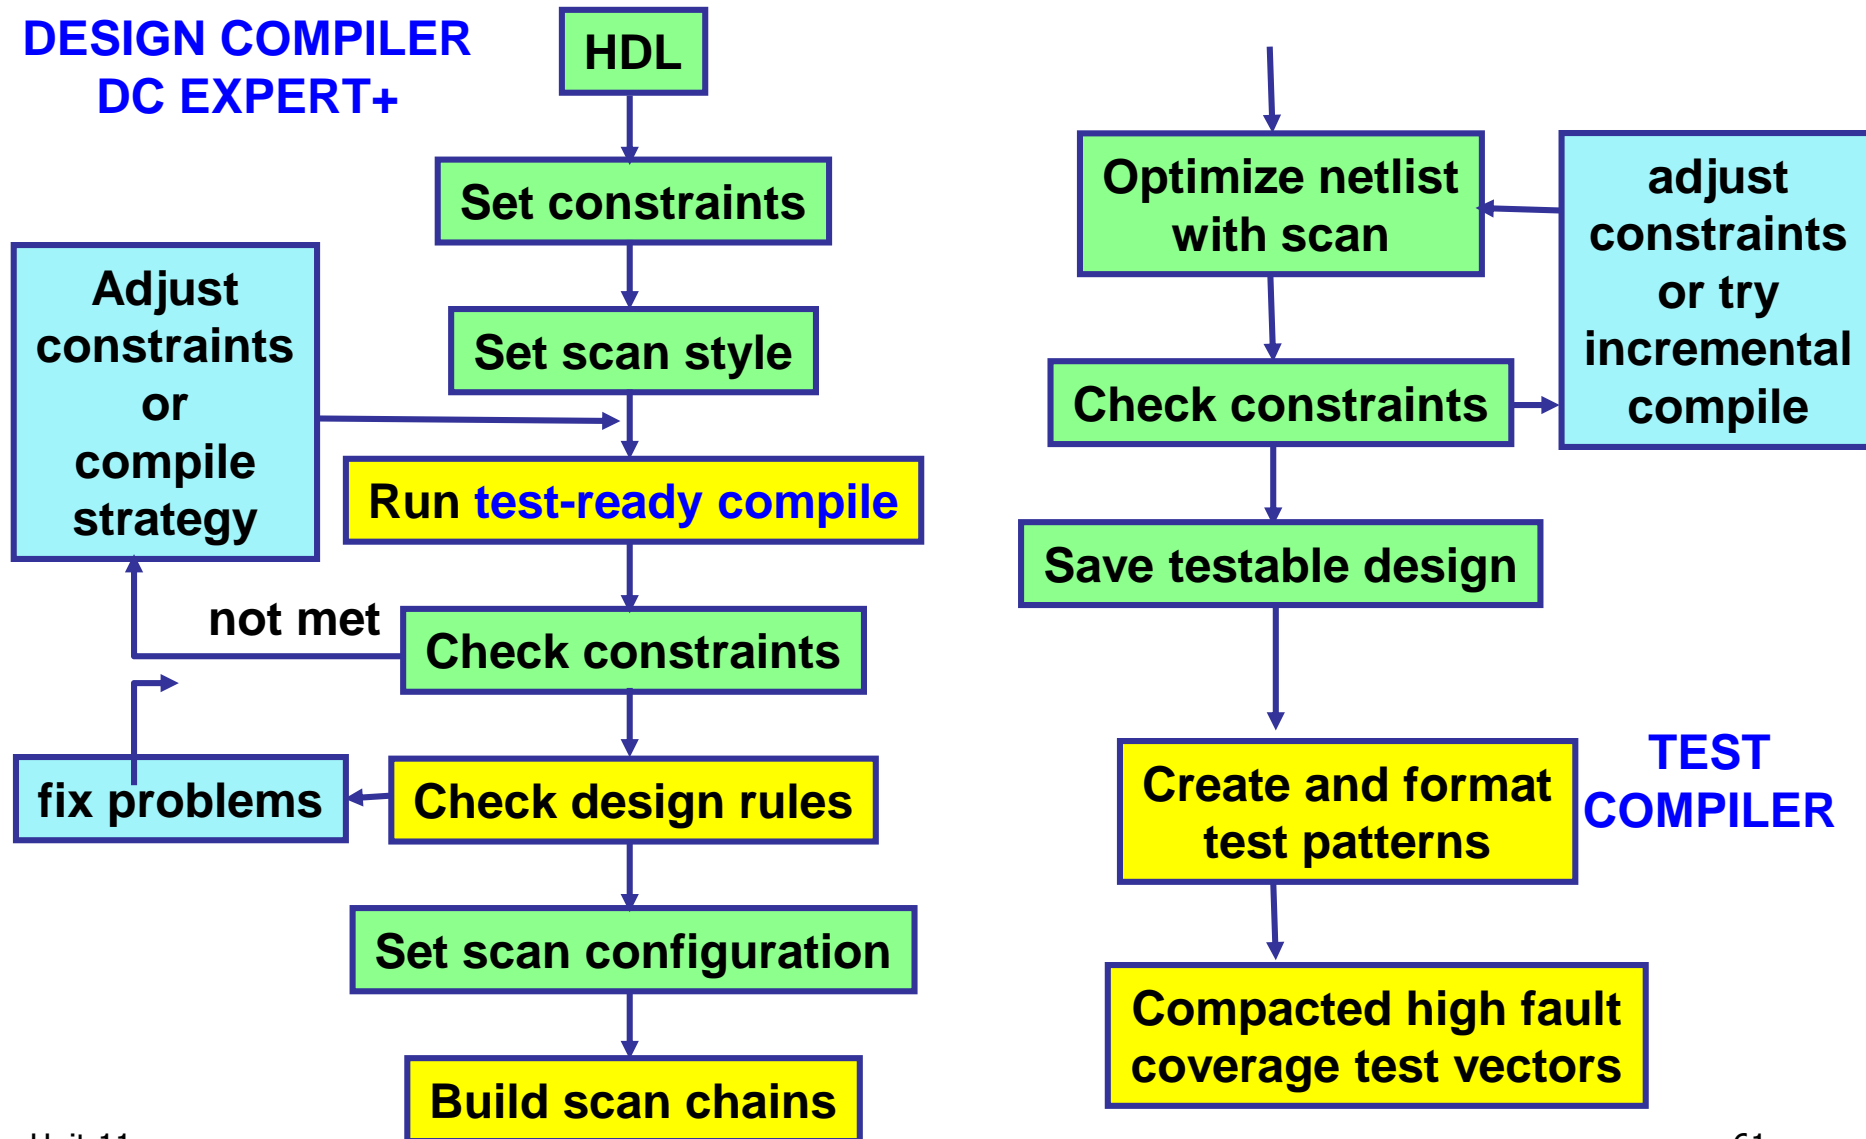 DESIGN COMPILER
DC EXPERT+
HDL
Set constraints
Set scan style
Adjust
constraints
or
compile
strategy
Run test-ready compile
not met
Check constraints
fix problems
Check design rules
Set scan configuration
Build scan chains
Optimize netlist
with scan
adjust
constraints
or try
incremental
compile
Check constraints
Save testable design
Create and format
test patterns
TEST
COMPILER
Compacted high fault
coverage test vectors
Unit 11
61